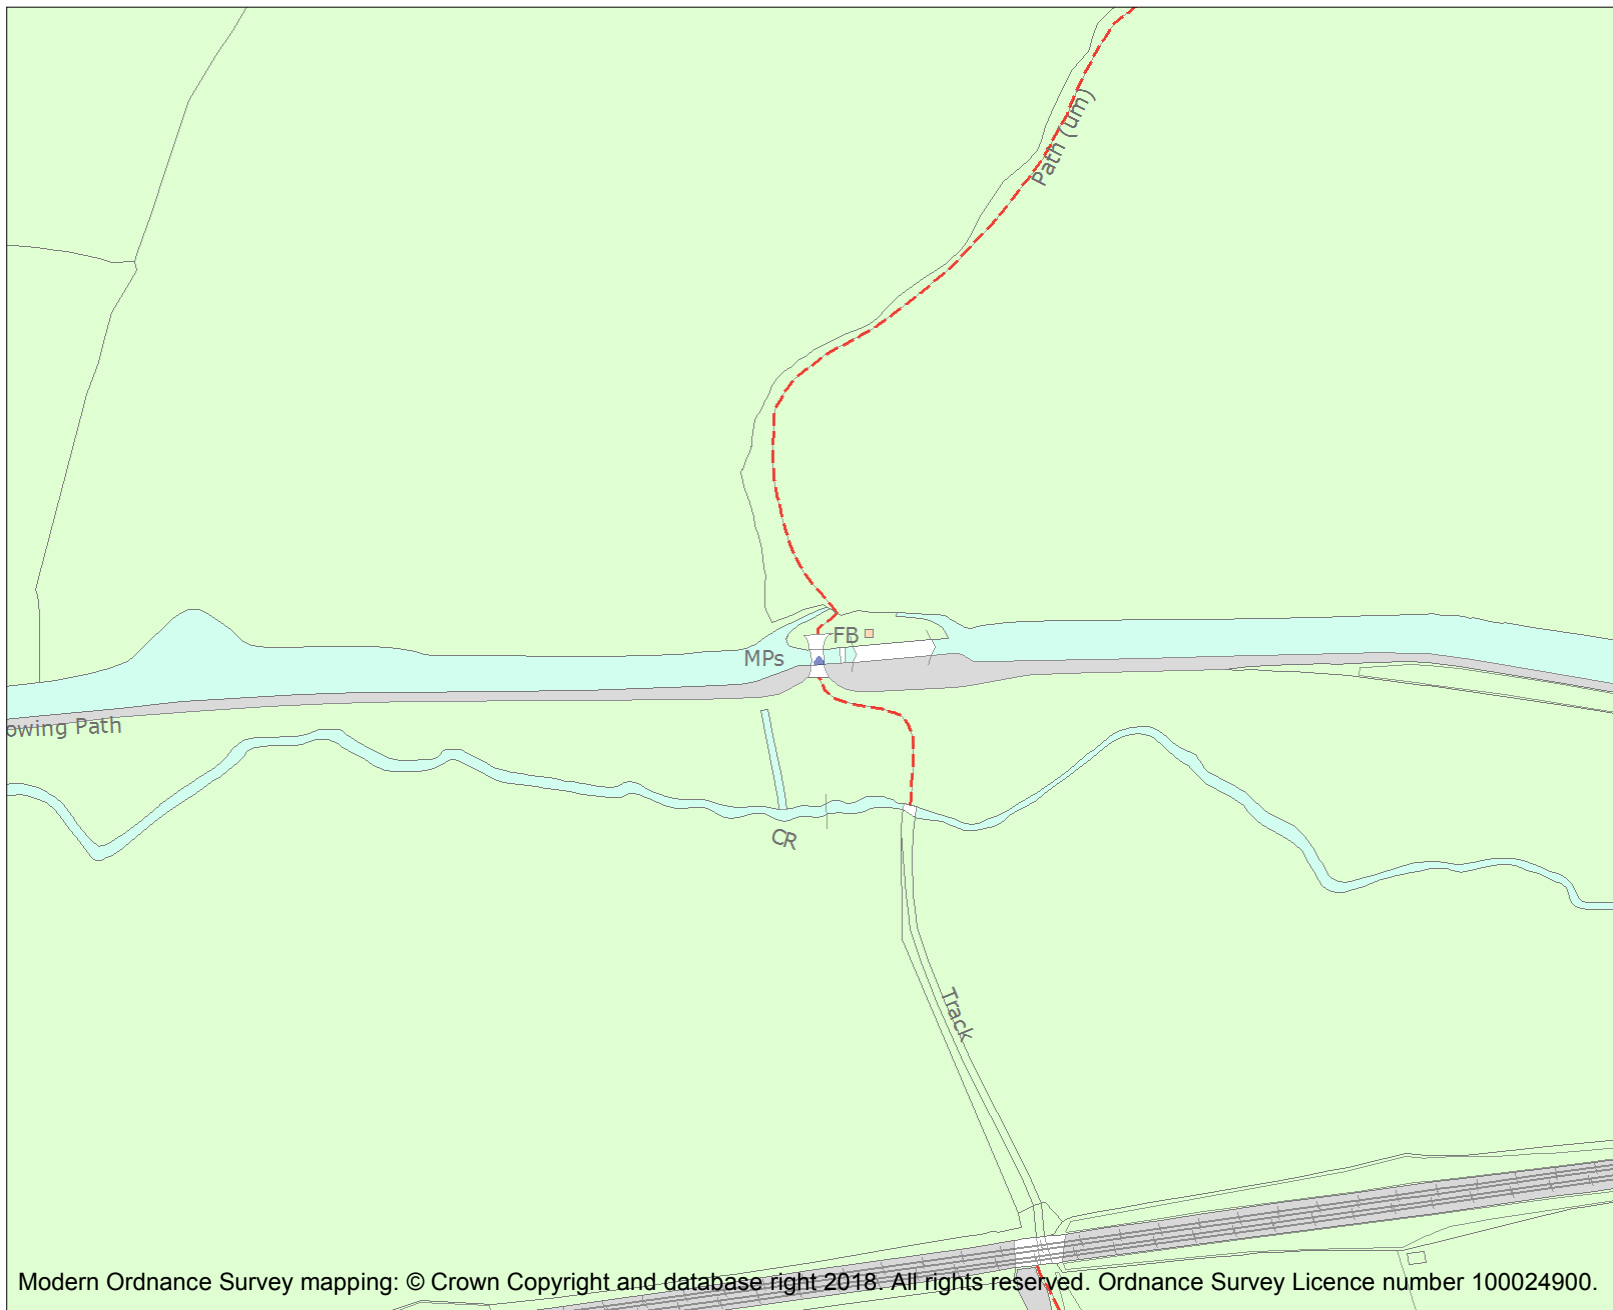 Path (um)
FB
MPs
owing Path
CR
Track
Modern Ordnance Survey mapping: © Crown Copyright and database right 2018. All rights reserved. Ordnance Survey Licence number 100024900.